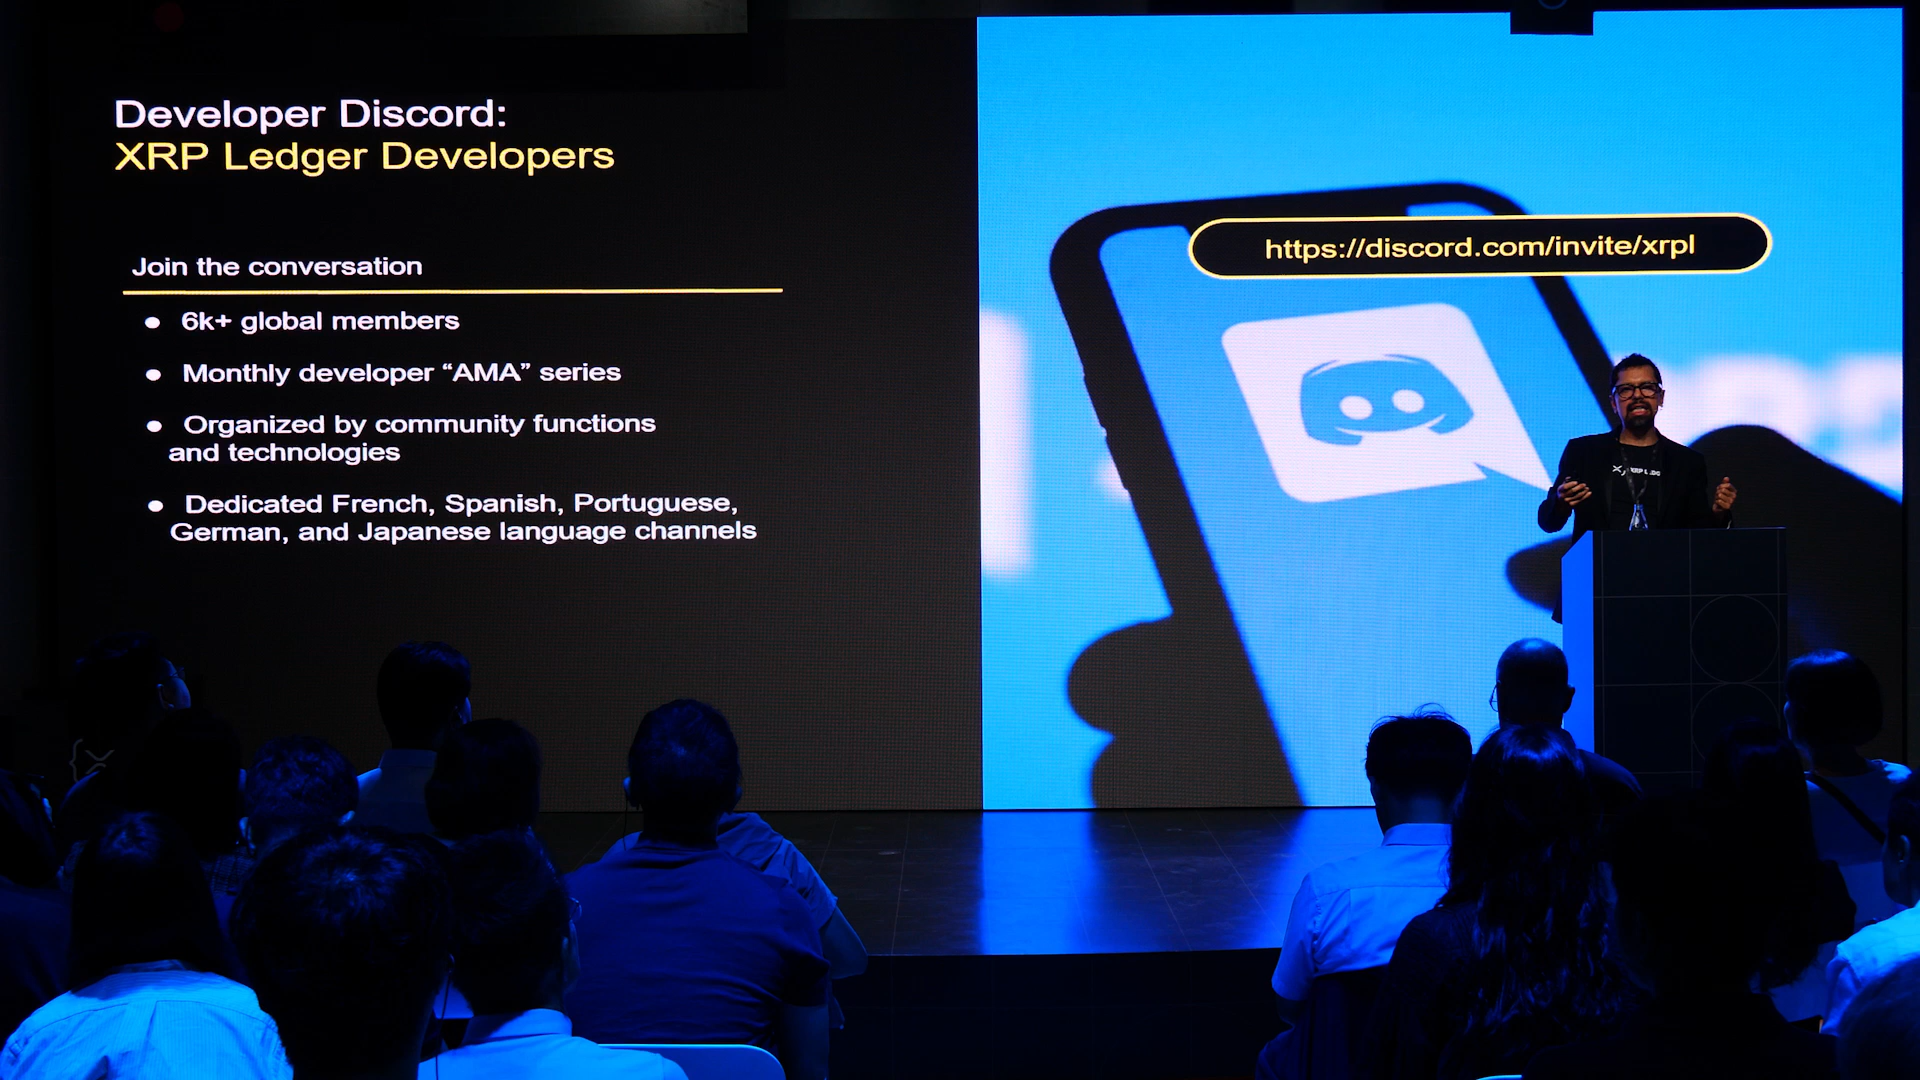 Developer Discord:
XRP Ledger Developers
Join the conversation
● 6k+ global members
● Monthly developer “AMA” series
● Organized by community functions
and technologies
● Dedicated French, Spanish, Portuguese,
German, and Japanese language channels
https://discord.com/invite/xrpl
XRP